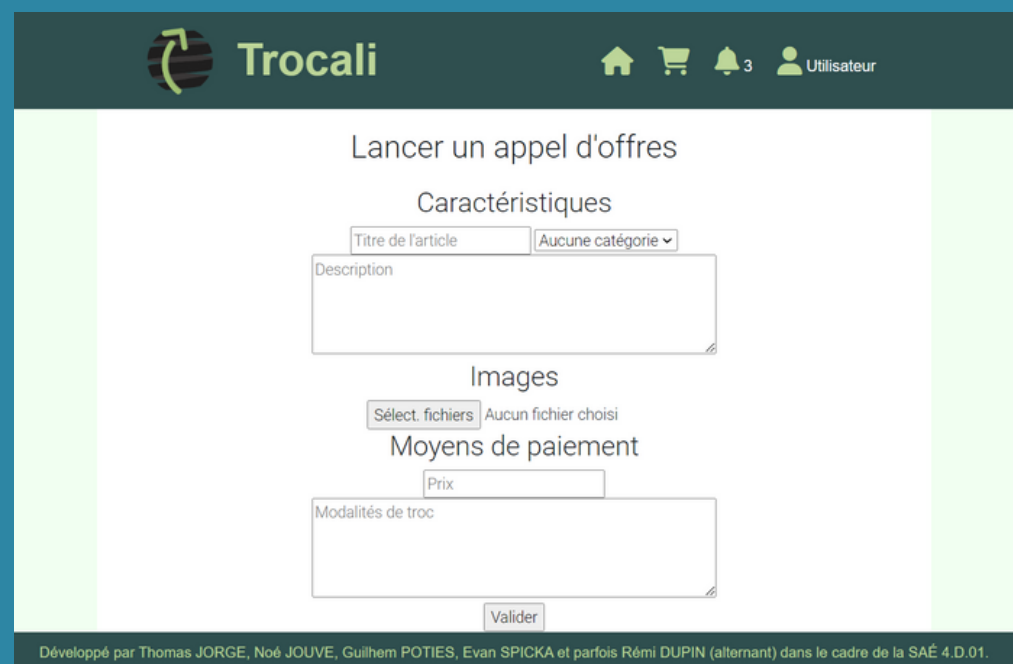 Trocali
3 Utilisateur
Lancer un appel d'offres
Caractéristiques
Titre de l'article Aucune catégorie
Description
Images
Sélect. fichiers Aucun fichier choisi
Moyens de paiement
Prix
Modalités de troc
Valider
Développé par Thomas JORGE, Noé JOUVE, Guilhem POTIES, Evan SPICKA et parfois Rémi DUPIN (alternant) dans le cadre de la SAÉ 4.D.01.